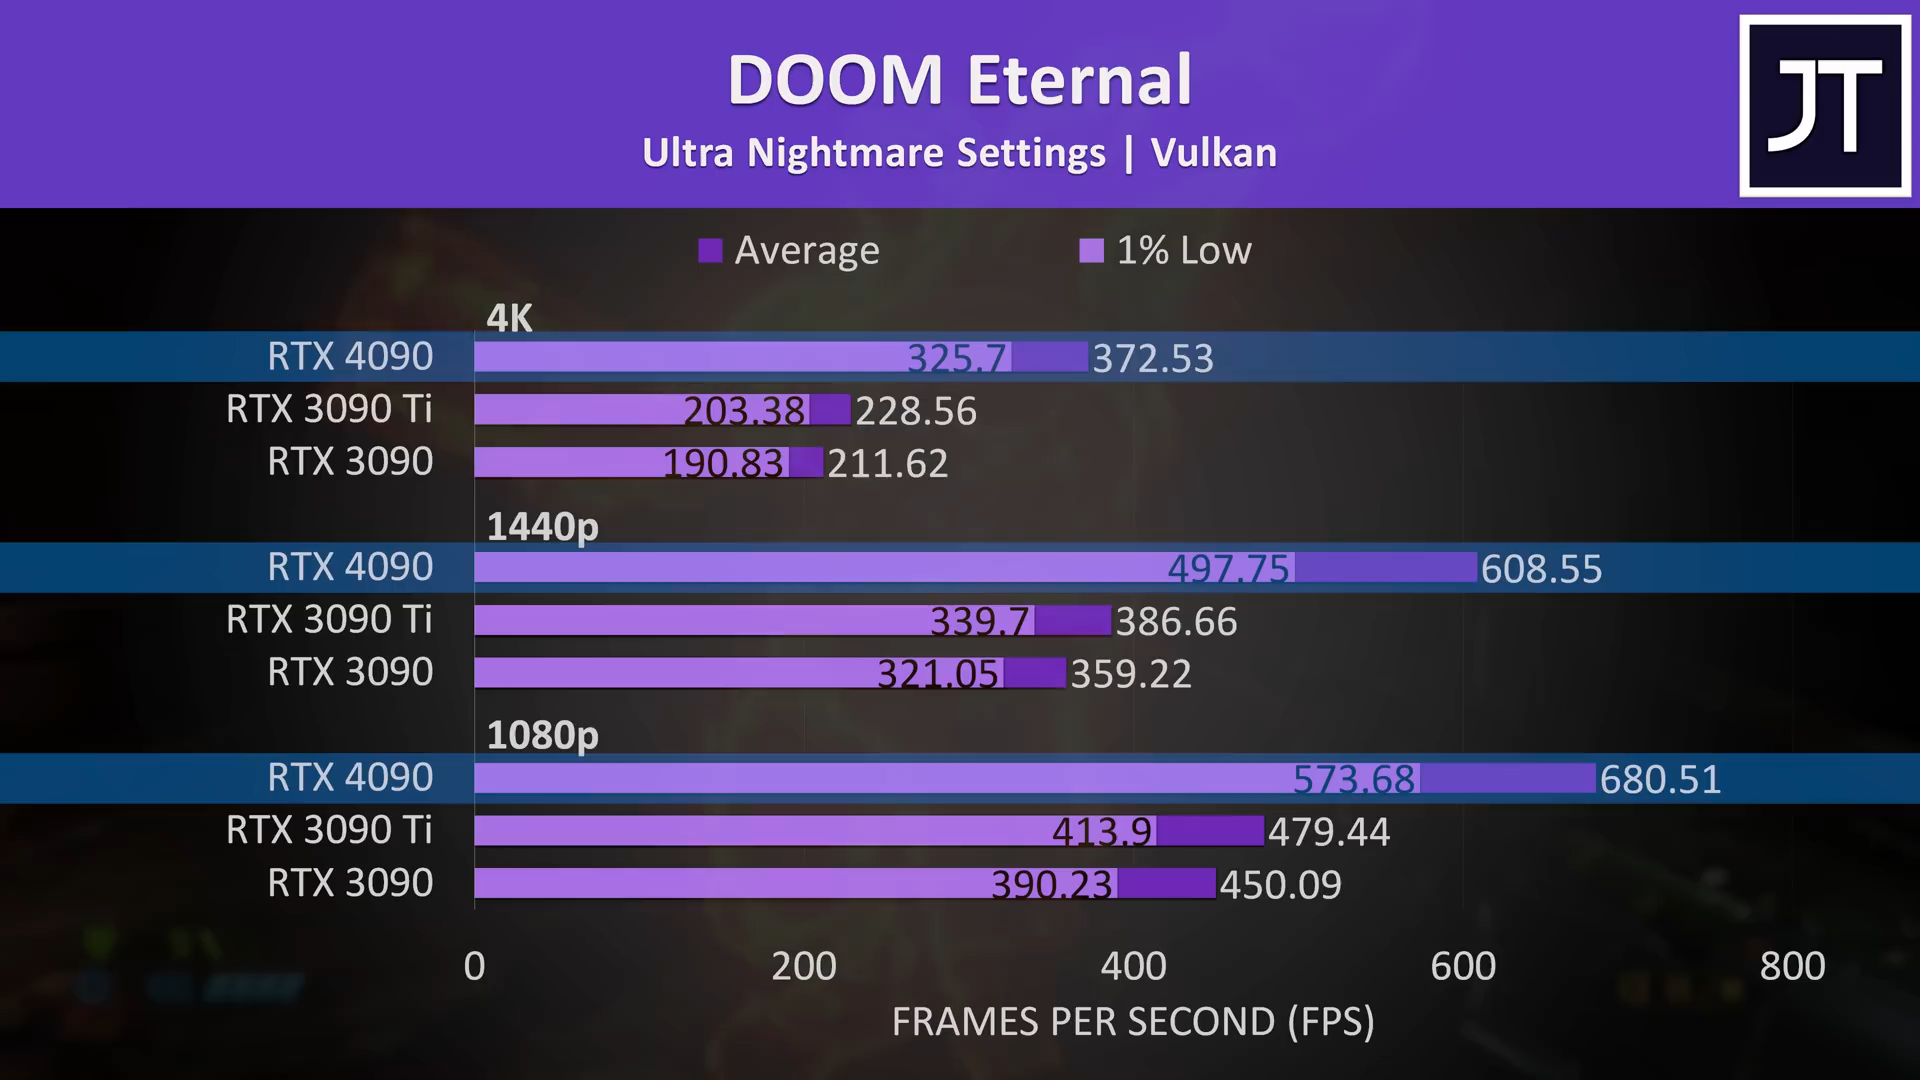 DOOM Eternal
Ultra Nightmare Settings | Vulkan
JT
Average
1% Low
4K
RTX 4090 325.7 372.53
RTX 3090 Ti 203.38 228.56
RTX 3090 190.83 211.62
1440p
RTX 4090 497.75 608.55
RTX 3090 Ti 339.7 386.66
RTX 3090 321.05 359.22
1080p
RTX 4090 573.68 680.51
RTX 3090 Ti 413.9 479.44
RTX 3090 390.23 450.09
0 200 400 600 800
FRAMES PER SECOND (FPS)